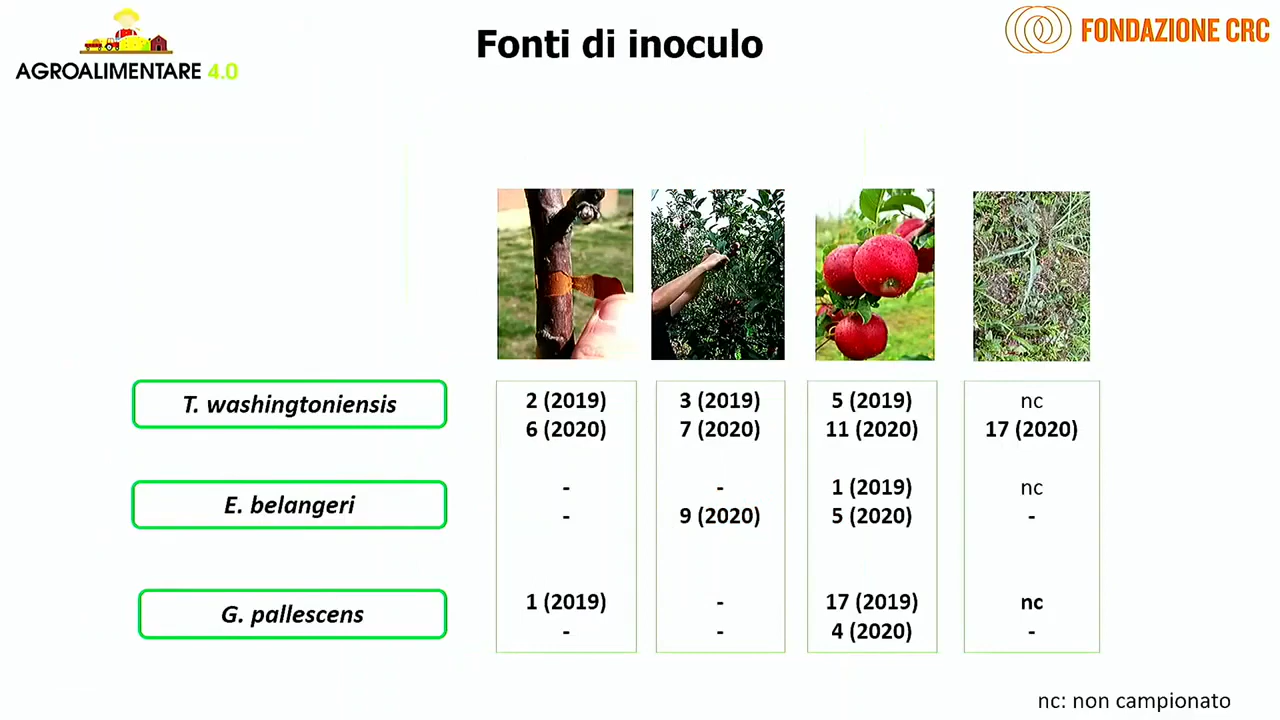 Fonti di inoculo
AGROALIMENTARE 4.0
FONDAZIONE CRC
T. washingtoniensis
2 (2019) 3 (2019) 5 (2019) nc
6 (2020) 7 (2020) 11 (2020) 17 (2020)
E. belangeri
- - 1 (2019) nc
- 9 (2020) 5 (2020) -
G. pallescens
1 (2019) - 17 (2019) nc
- - 4 (2020) -
nc: non campionato